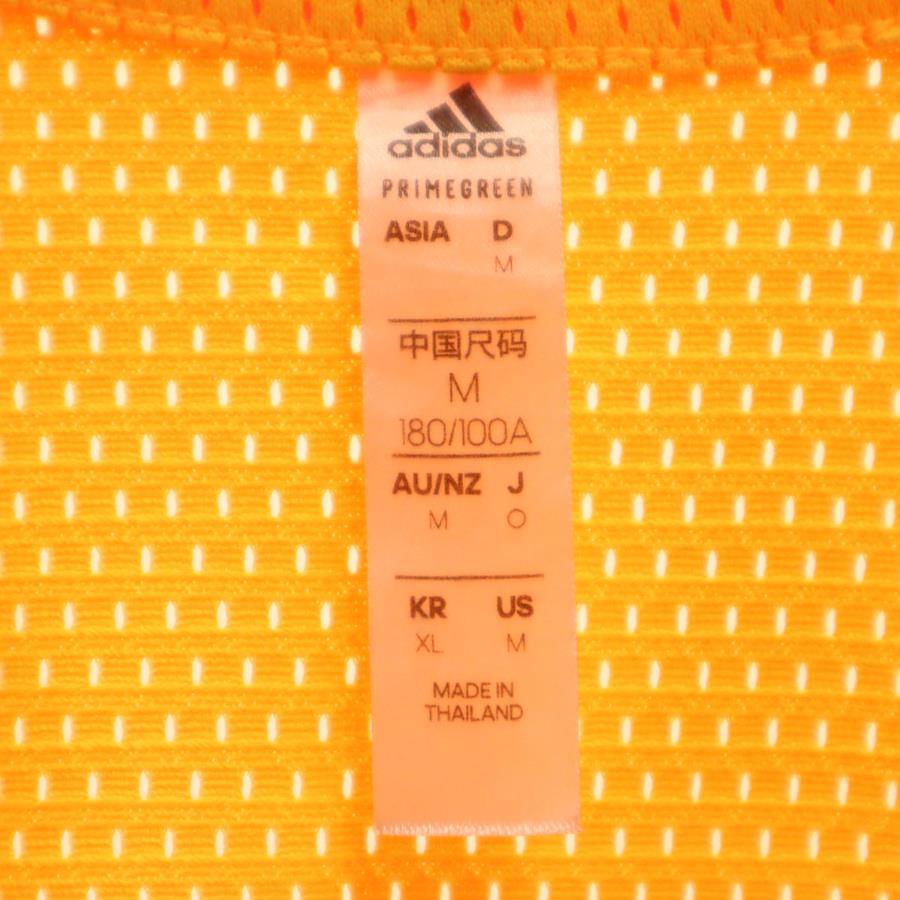 adidas
PRIMEGREEN
ASIA D
M
中国尺码
M
180/100A
AU/NZ J
M O
KR US
XL M
MADE IN
THAILAND